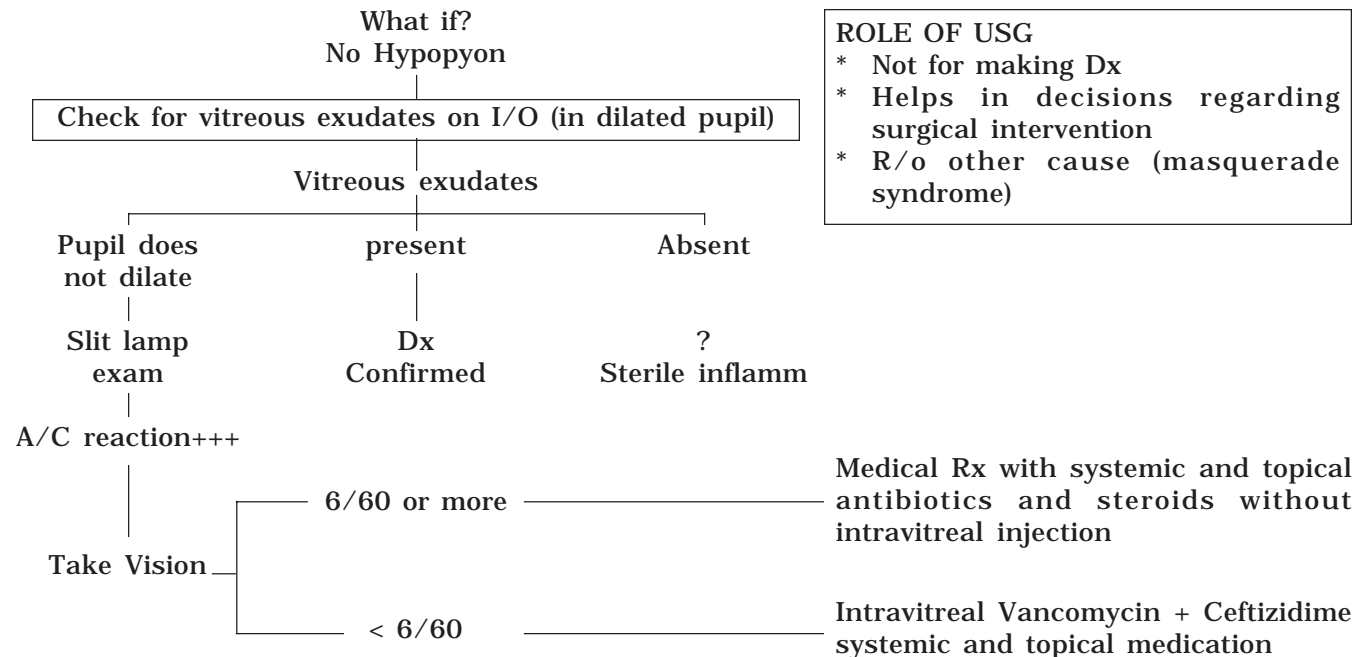 What if?
No Hypopyon
Check for vitreous exudates on I/O (in dilated pupil)
Vitreous exudates
Pupil does
not dilate
present
Absent
Slit lamp
exam
Dx
Confirmed
?
Sterile inflamm
A/C reaction+++
Take Vision
6/60 or more
Medical Rx with systemic and topical
antibiotics and steroids without
intravitreal injection
< 6/60
Intravitreal Vancomycin + Ceftizidime
systemic and topical medication
ROLE OF USG
* Not for making Dx
* Helps in decisions regarding
surgical intervention
* R/o other cause (masquerade
syndrome)